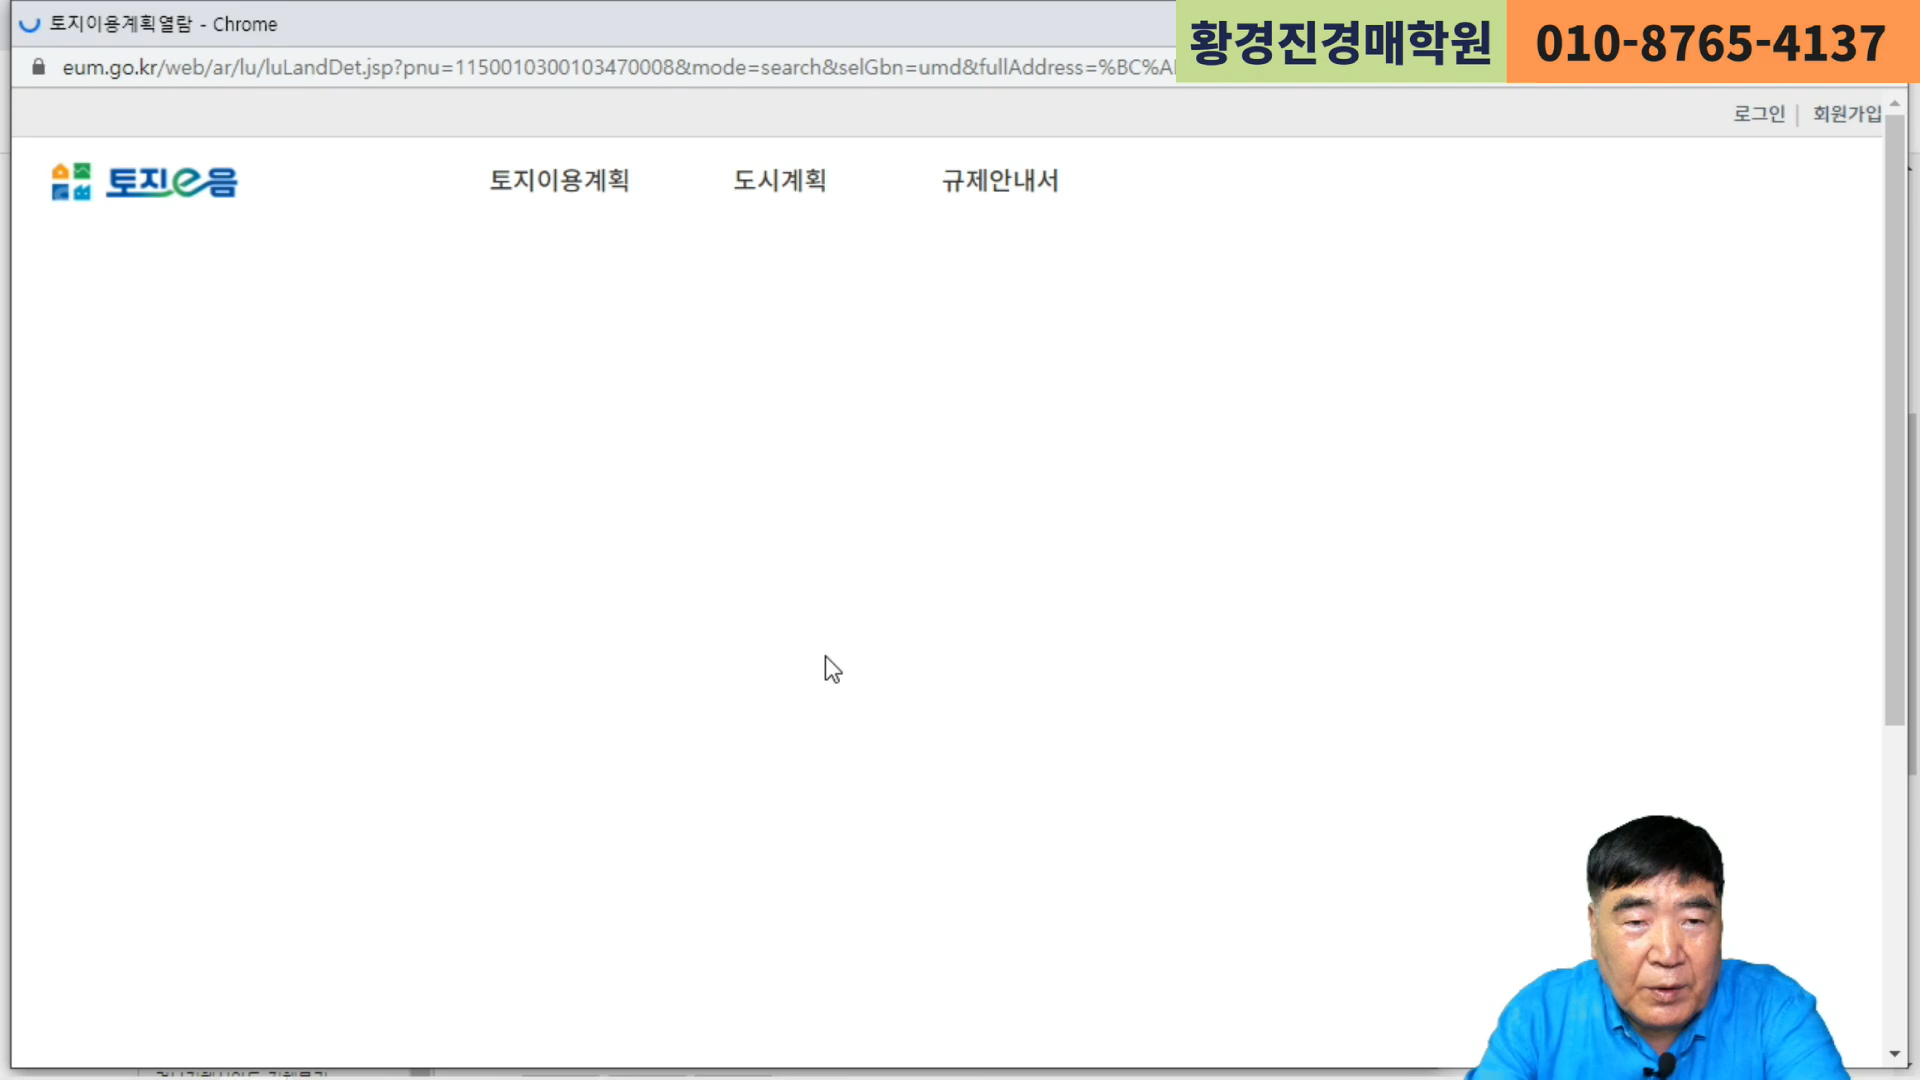 토지이용계획열람 - Chrome
황경진경매학원 010-8765-4137
eum.go.kr/web/ar/lu/luLandDet.jsp?pnu=1150010300103470008&mode=search&selGbn=umd&fullAddress=%BC%A
로그인 | 회원가입
토지e음 토지이용계획 도시계획 규제안내서